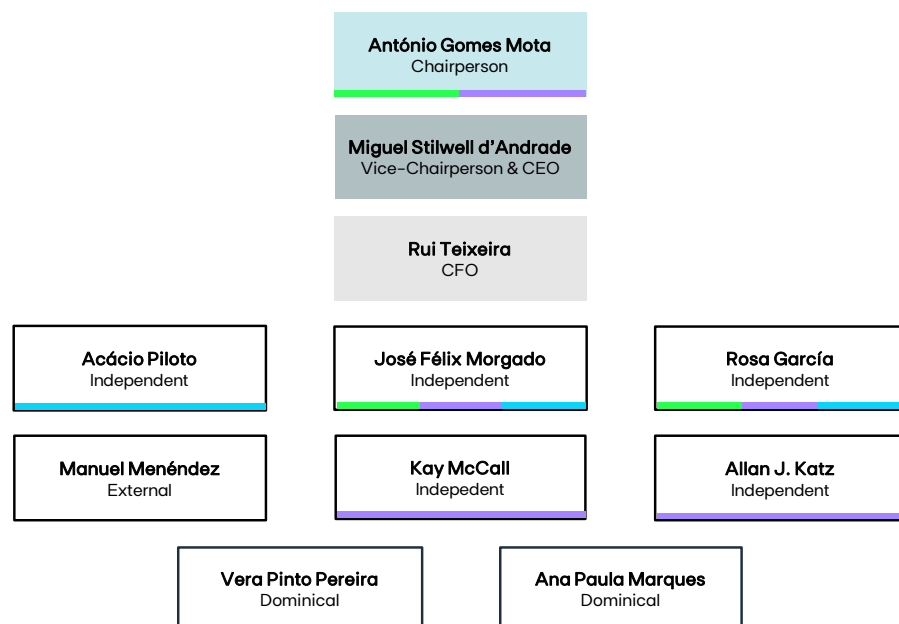 António Gomes Mota
Chairperson
Miguel Stilwell d’Andrade
Vice-Chairperson & CEO
Rui Teixeira
CFO
Acácio Piloto
Independent
José Félix Morgado
Independent
Rosa García
Independent
Manuel Menéndez
External
Kay McCall
Indepedent
Allan J. Katz
Independent
Vera Pinto Pereira
Dominical
Ana Paula Marques
Dominical